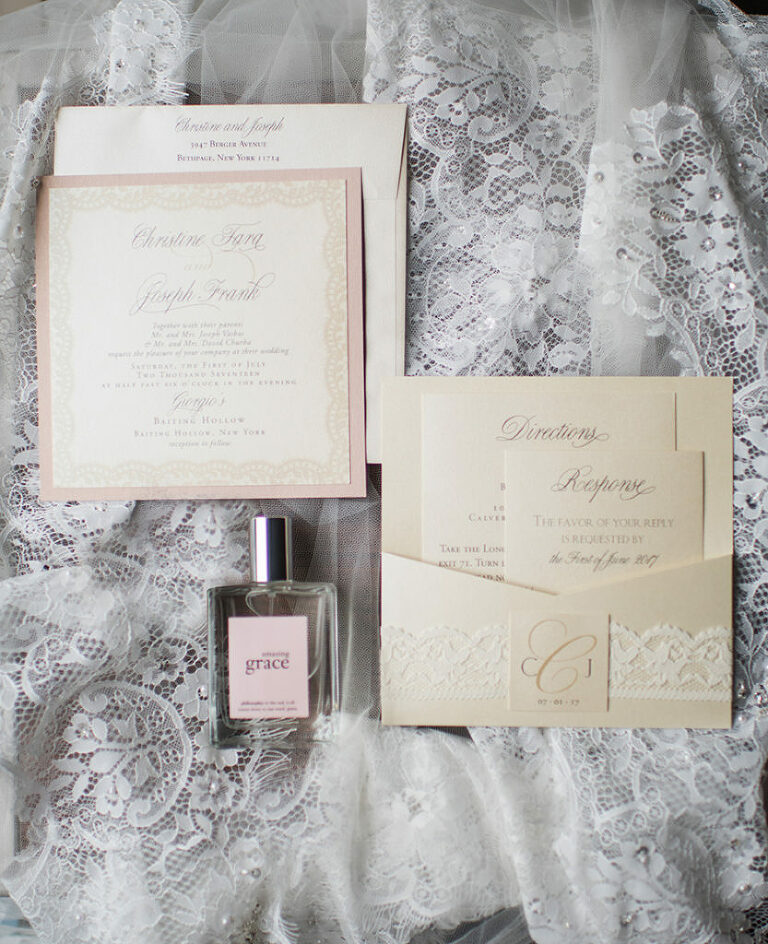 Christine and Joseph
3947 Berger Avenue
Bethpage, New York 11714
Christine Tara
and
Joseph Frank
Together with their parents
Mr. and Mrs. Joseph
Mr. and Mrs. David Churba
requests the pleasure of your company at their wedding
Saturday, the First of July
Two Thousand Seventeen
at half past six o'clock in the evening
Giorgio's
Baiting Hollow
Baiting Hollow, New York
reception to follow
Directions
Calver
Take the Long
exit 71. Turn
Response
The favor of your reply
is requested by
the First of June 2017
C C J
07·01·17
amazing
grace